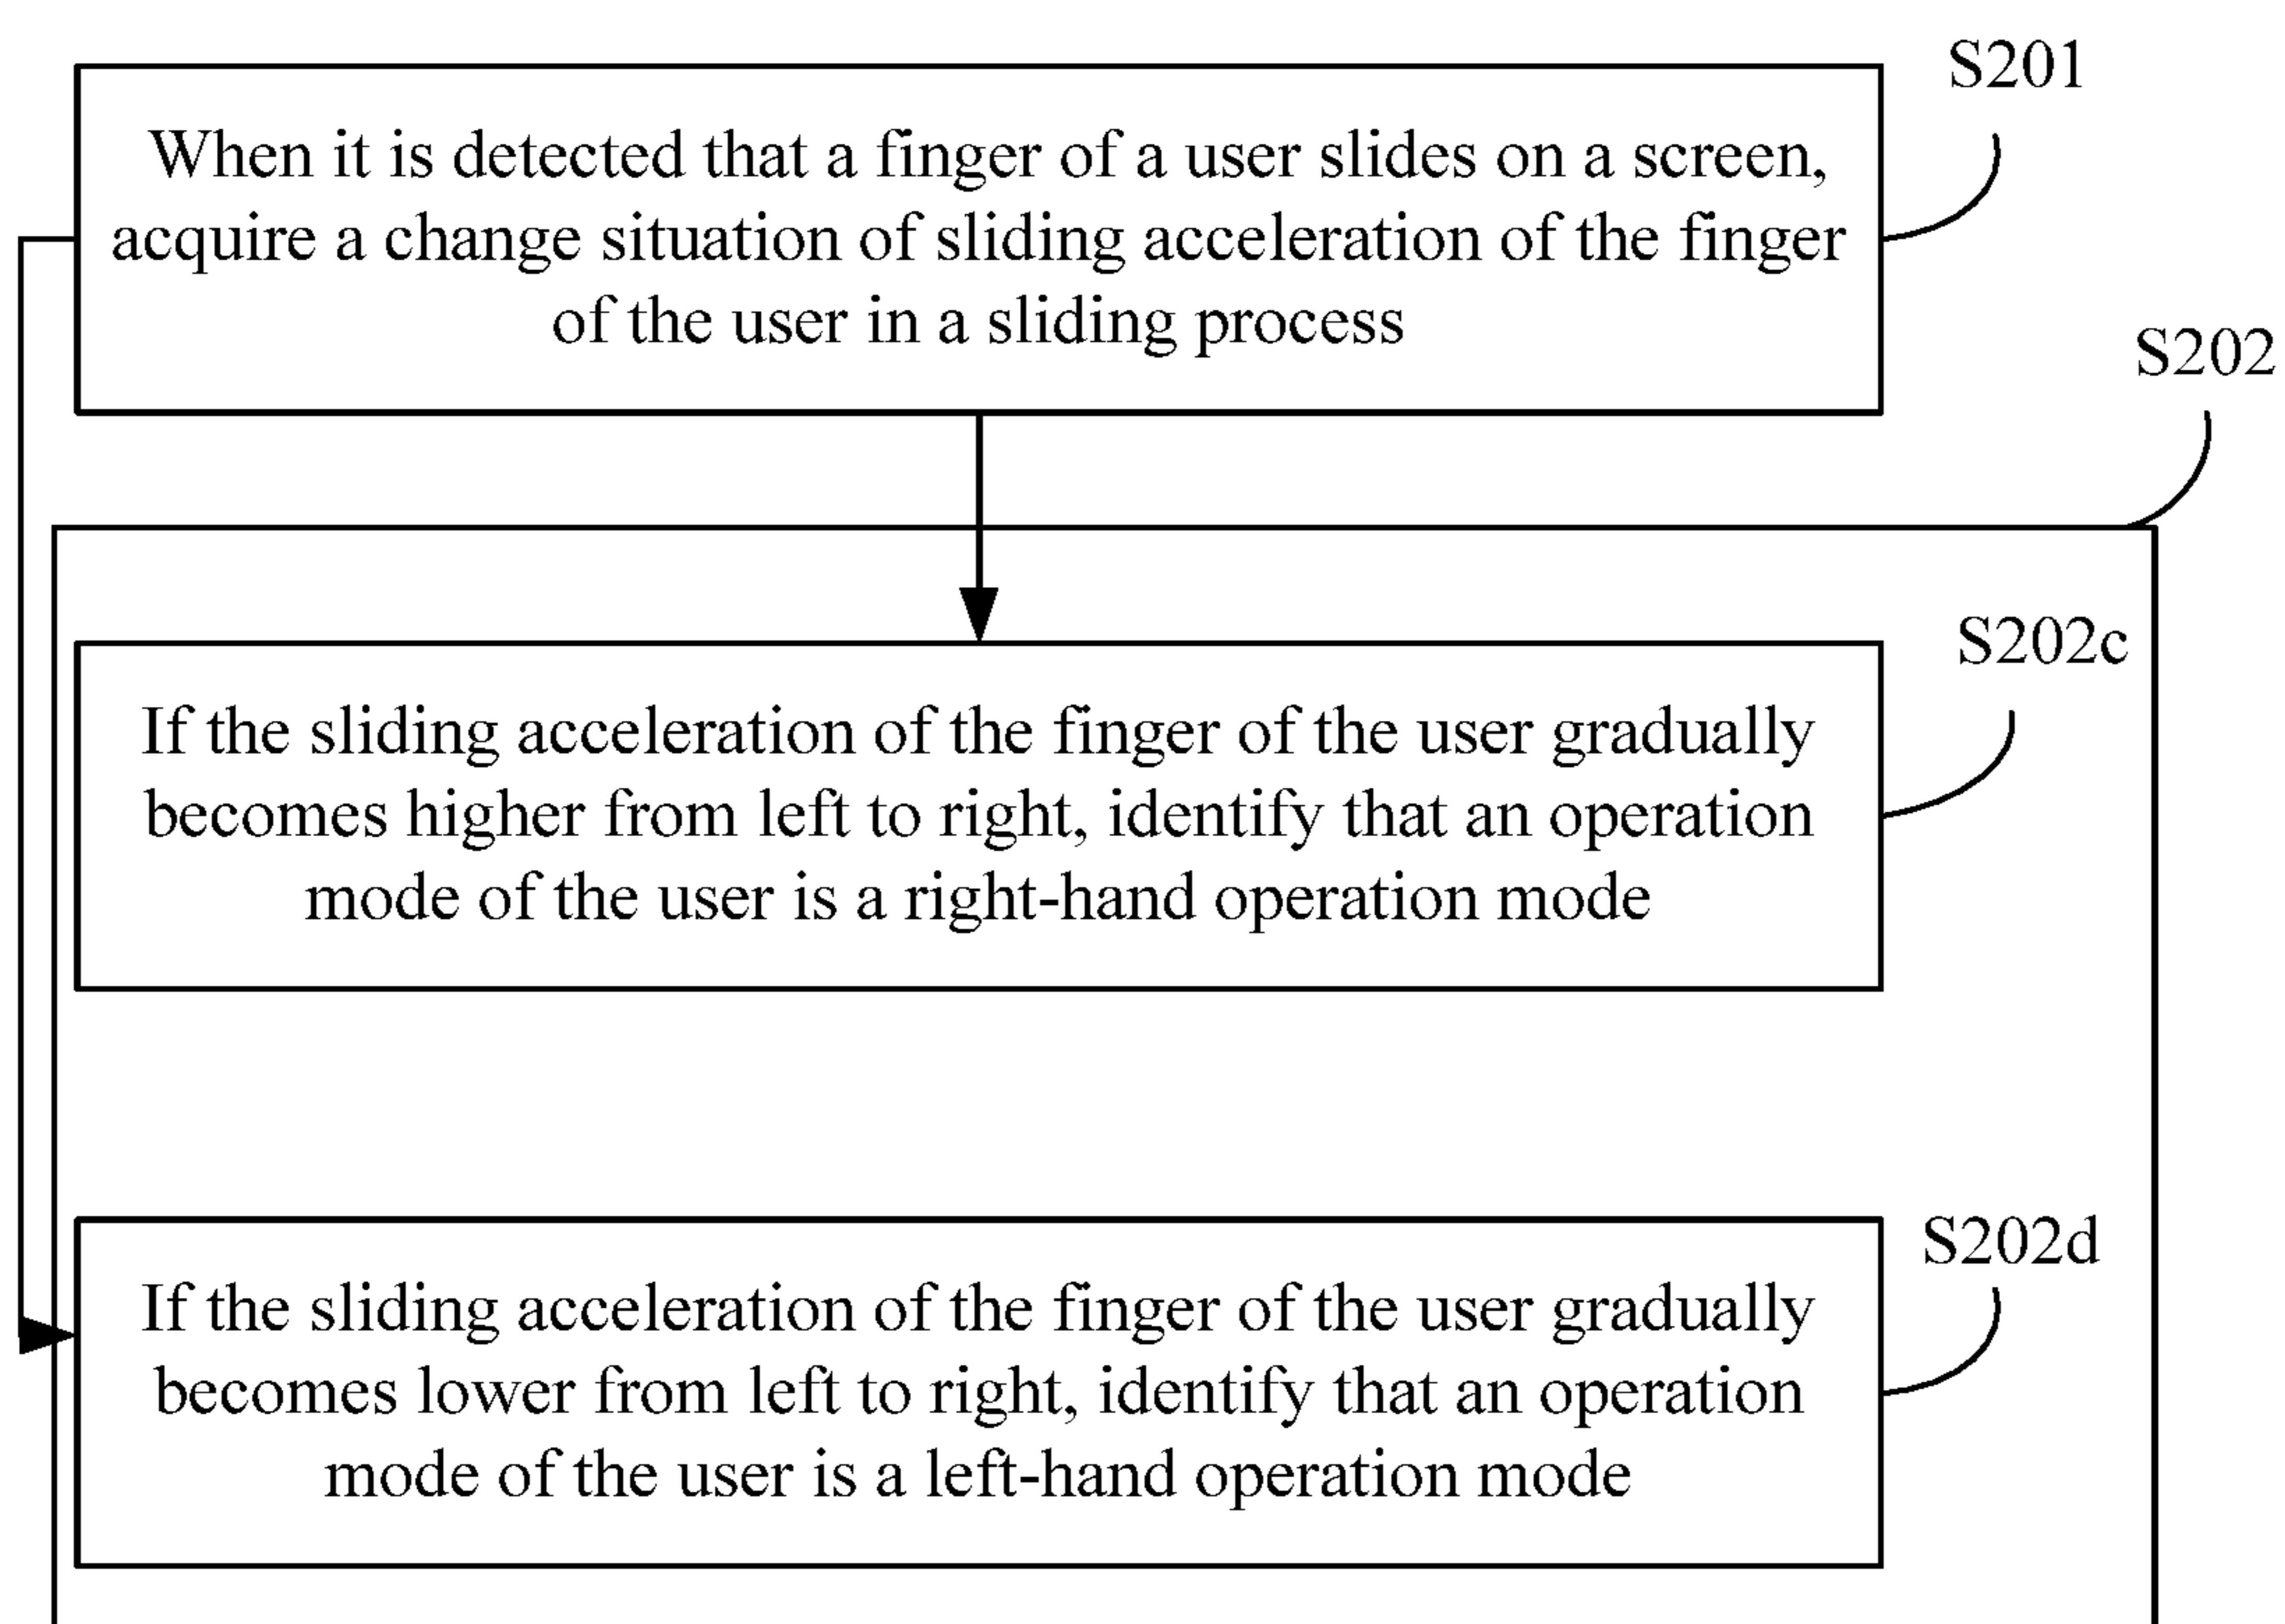 S201
When it is detected that a finger of a user slides on a screen,
acquire a change situation of sliding acceleration of the finger
of the user in a sliding process
S202
S202c
If the sliding acceleration of the finger of the user gradually
becomes higher from left to right, identify that an operation
mode of the user is a right-hand operation mode
S202d
If the sliding acceleration of the finger of the user gradually
becomes lower from left to right, identify that an operation
mode of the user is a left-hand operation mode